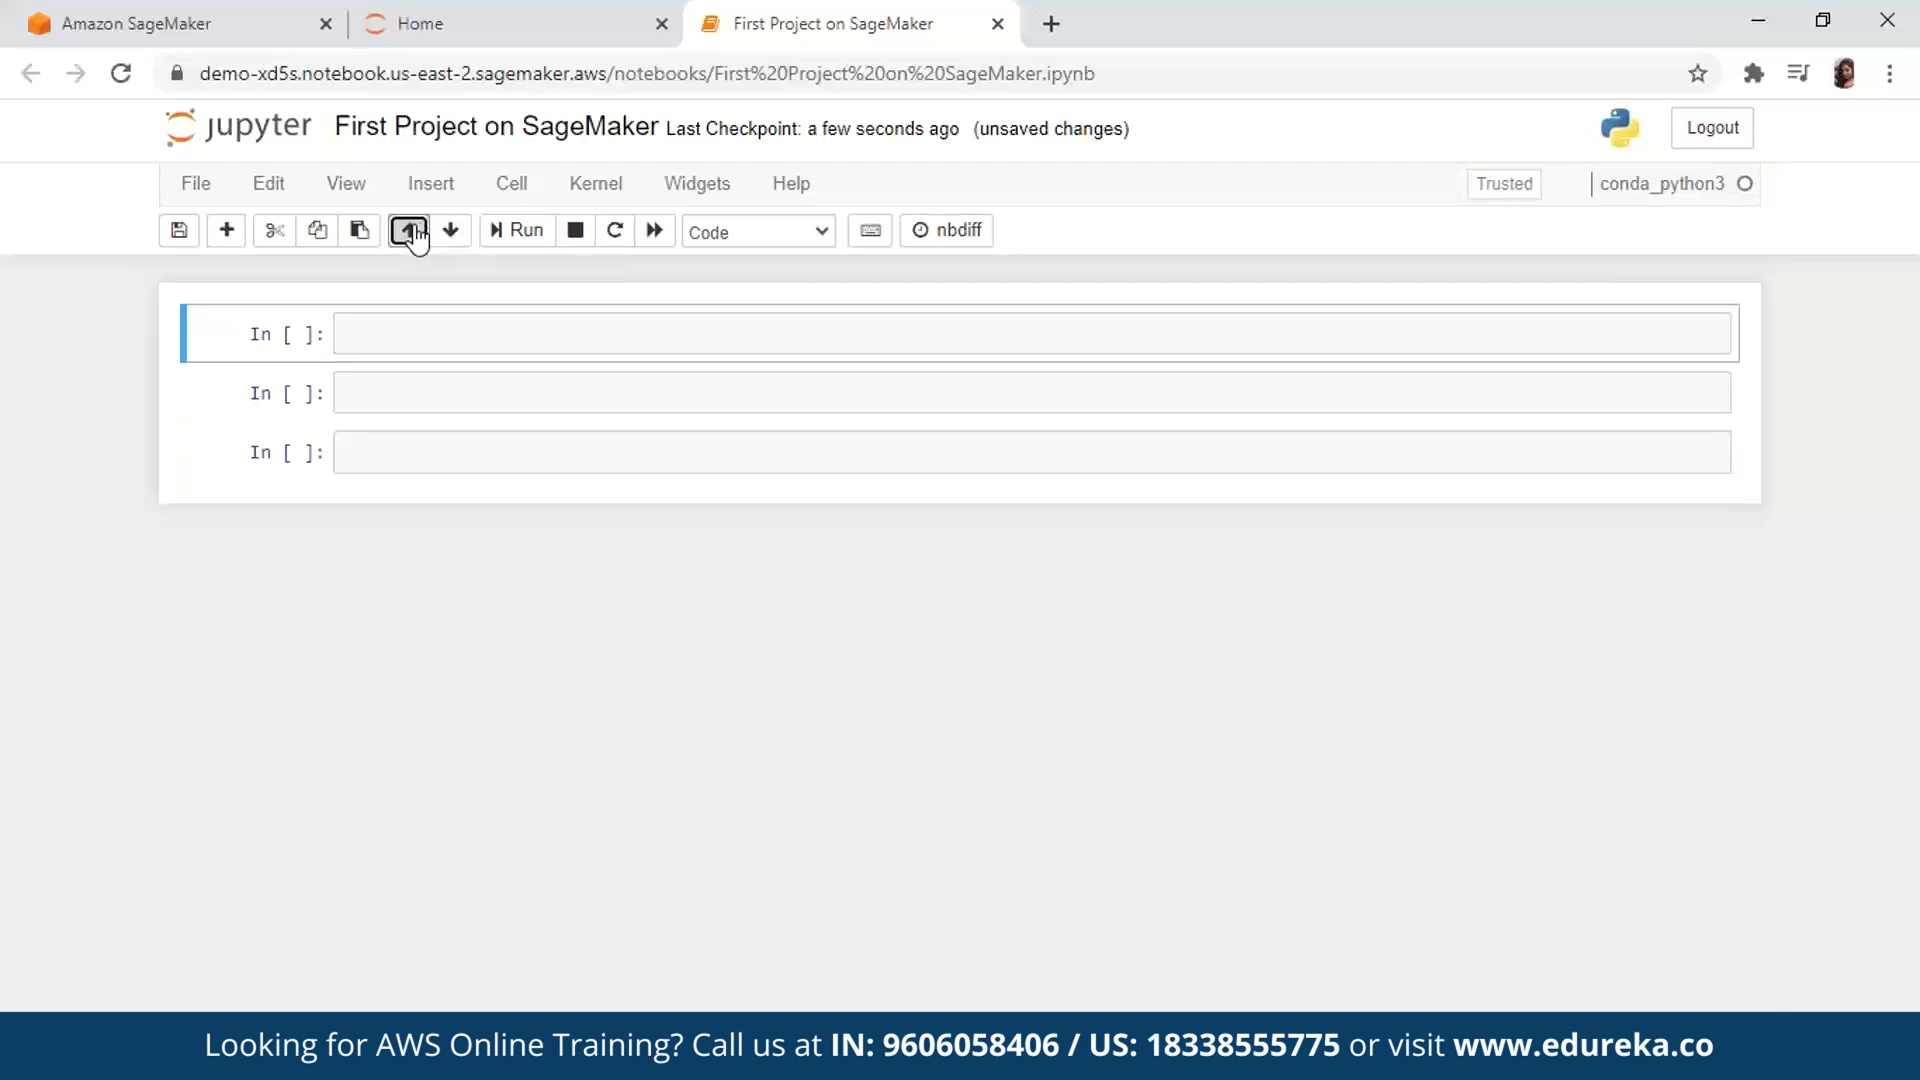 Amazon SageMaker
Home
First Project on SageMaker
demo-xd5s.notebook.us-east-2.sagemaker.aws/notebooks/First%20Project%20on%20SageMaker.ipynb
jupyter First Project on SageMaker Last Checkpoint: a few seconds ago (unsaved changes)
Logout
File Edit View Insert Cell Kernel Widgets Help
Trusted
conda_python3
Run
Code
nbdiff
In [ ]:
In [ ]:
In [ ]:
Looking for AWS Online Training? Call us at IN: 9606058406 / US: 18338555775 or visit www.edureka.co